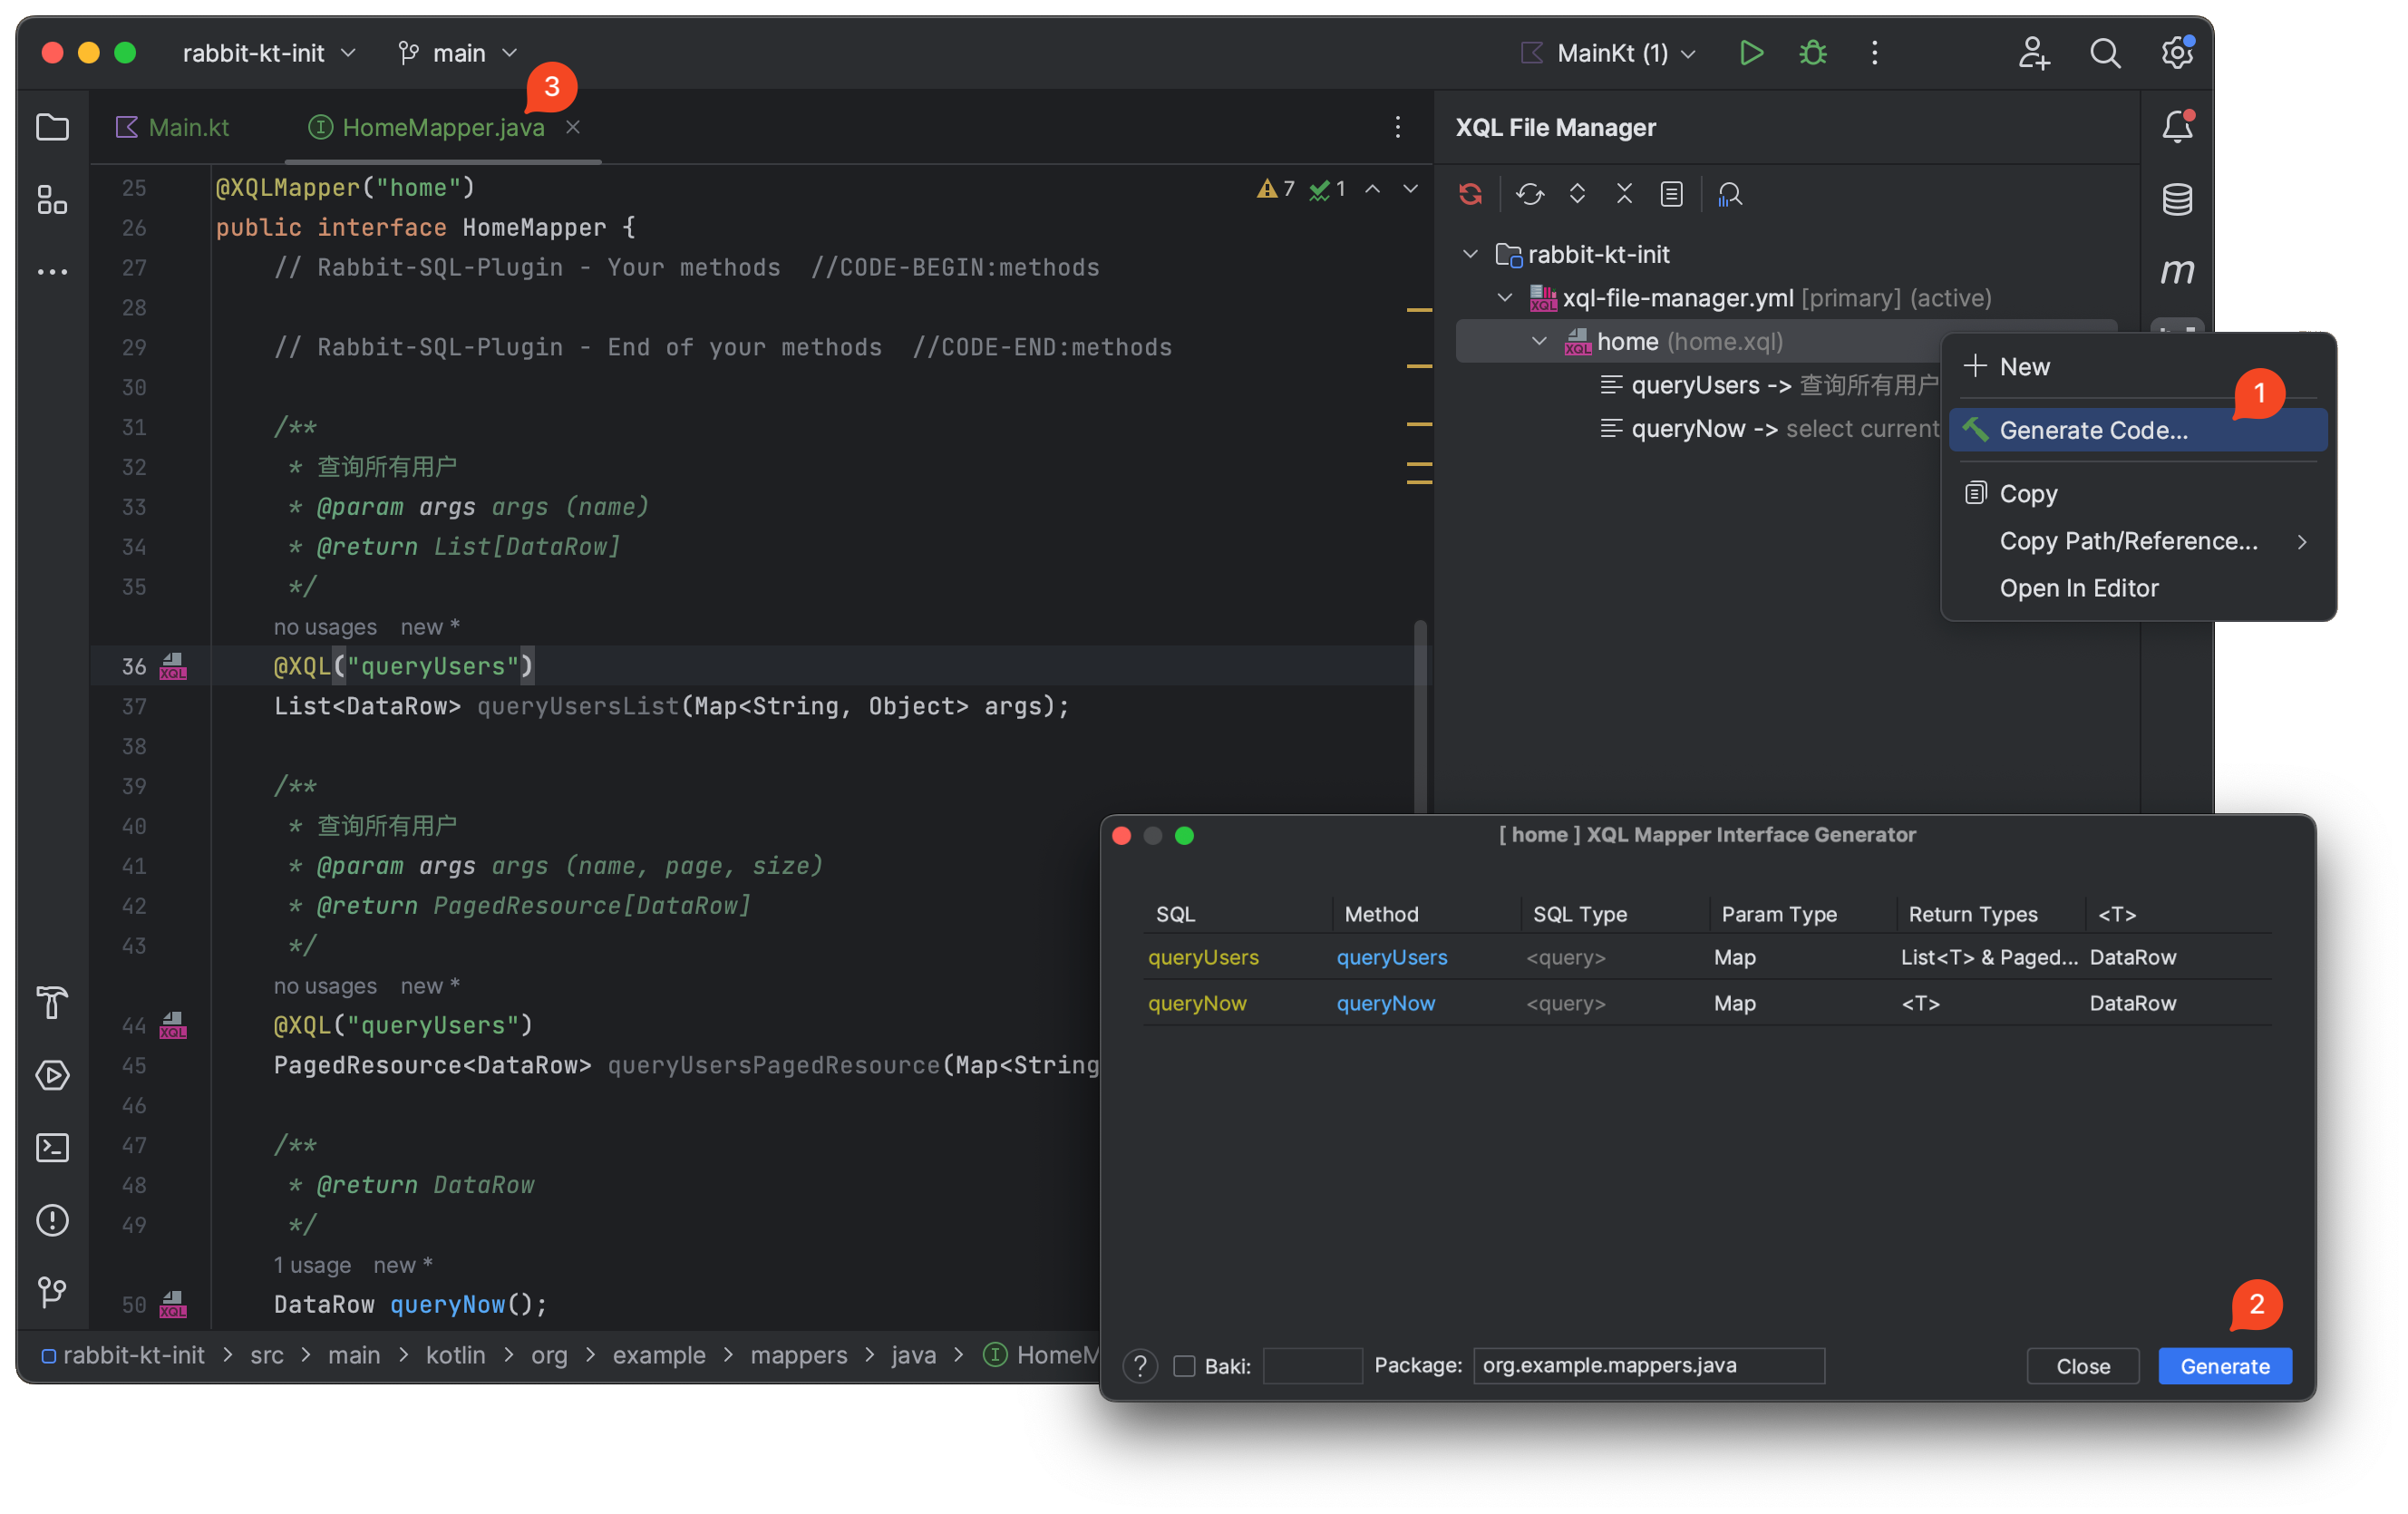 rabbit-kt-init
main
MainKt (1)
3
Main.kt
HomeMapper.java
XQL File Manager
25 @XQLMapper("home")
7 1
26 public interface HomeMapper {
27 // Rabbit-SQL-Plugin - Your methods //CODE-BEGIN:methods
28
29 // Rabbit-SQL-Plugin - End of your methods //CODE-END:methods
30
31 /**
32 * 查询所有用户
33 * @param args args (name)
34 * @return List[DataRow]
35 */
no usages new *
36 XQL @XQL("queryUsers")
37 List<DataRow> queryUsersList(Map<String, Object> args);
38
39 /**
40 * 查询所有用户
41 * @param args args (name, page, size)
42 * @return PagedResource[DataRow]
43 */
no usages new *
44 XQL @XQL("queryUsers")
45 PagedResource<DataRow> queryUsersPagedResource(Map<String
46
47 /**
48 * @return DataRow
49 */
1 usage new *
50 XQL DataRow queryNow();
rabbit-kt-init > src > main > kotlin > org > example > mappers > java > HomeM
rabbit-kt-init
XQL xql-file-manager.yml [primary] (active)
XQL home (home.xql)
queryUsers -> 查询所有用户
queryNow -> select current
m
New
1
Generate Code...
Copy
Copy Path/Reference...
Open In Editor
[ home ] XQL Mapper Interface Generator
SQL Method SQL Type Param Type Return Types <T>
queryUsers queryUsers <query> Map List<T> & Paged... DataRow
queryNow queryNow <query> Map <T> DataRow
2
? Baki: Package: org.example.mappers.java Close Generate